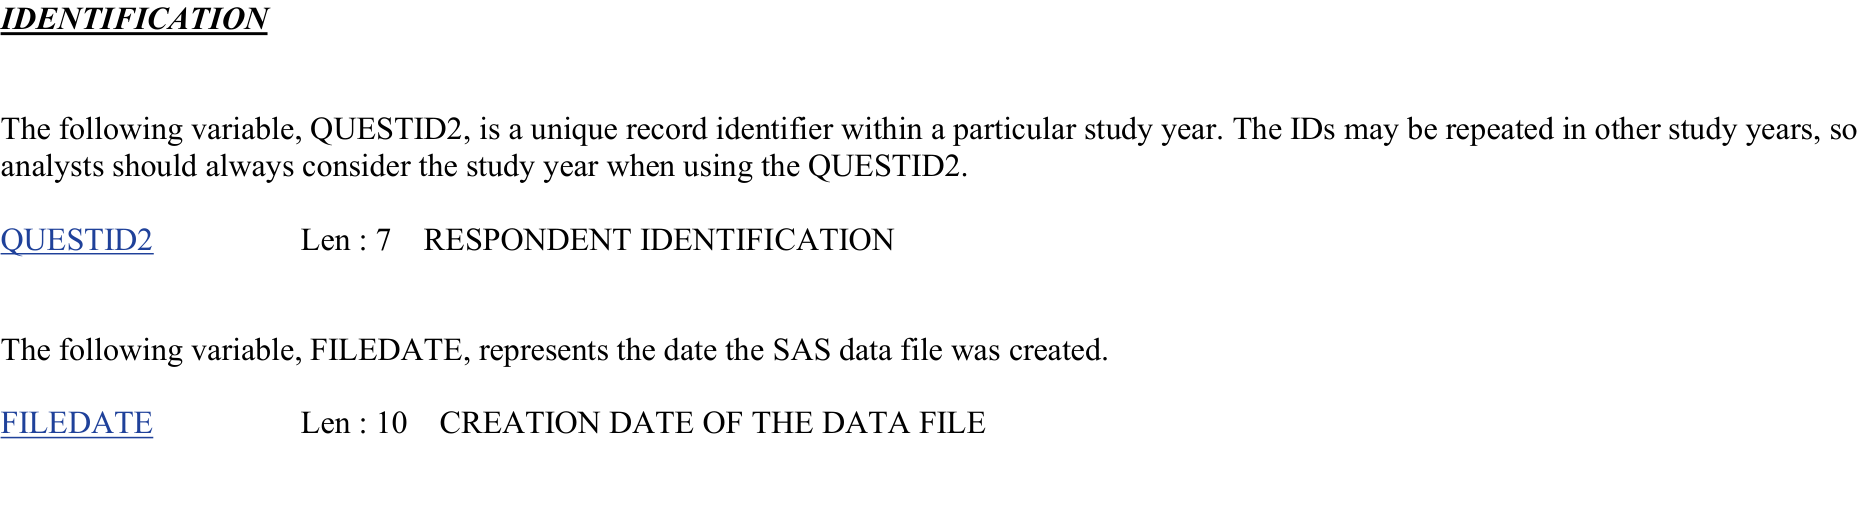 IDENTIFICATION
The following variable, QUESTID2, is a unique record identifier within a particular study year. The IDs may be repeated in other study years, so
analysts should always consider the study year when using the QUESTID2.
QUESTID2 Len : 7 RESPONDENT IDENTIFICATION
The following variable, FILEDATE, represents the date the SAS data file was created.
FILEDATE Len : 10 CREATION DATE OF THE DATA FILE